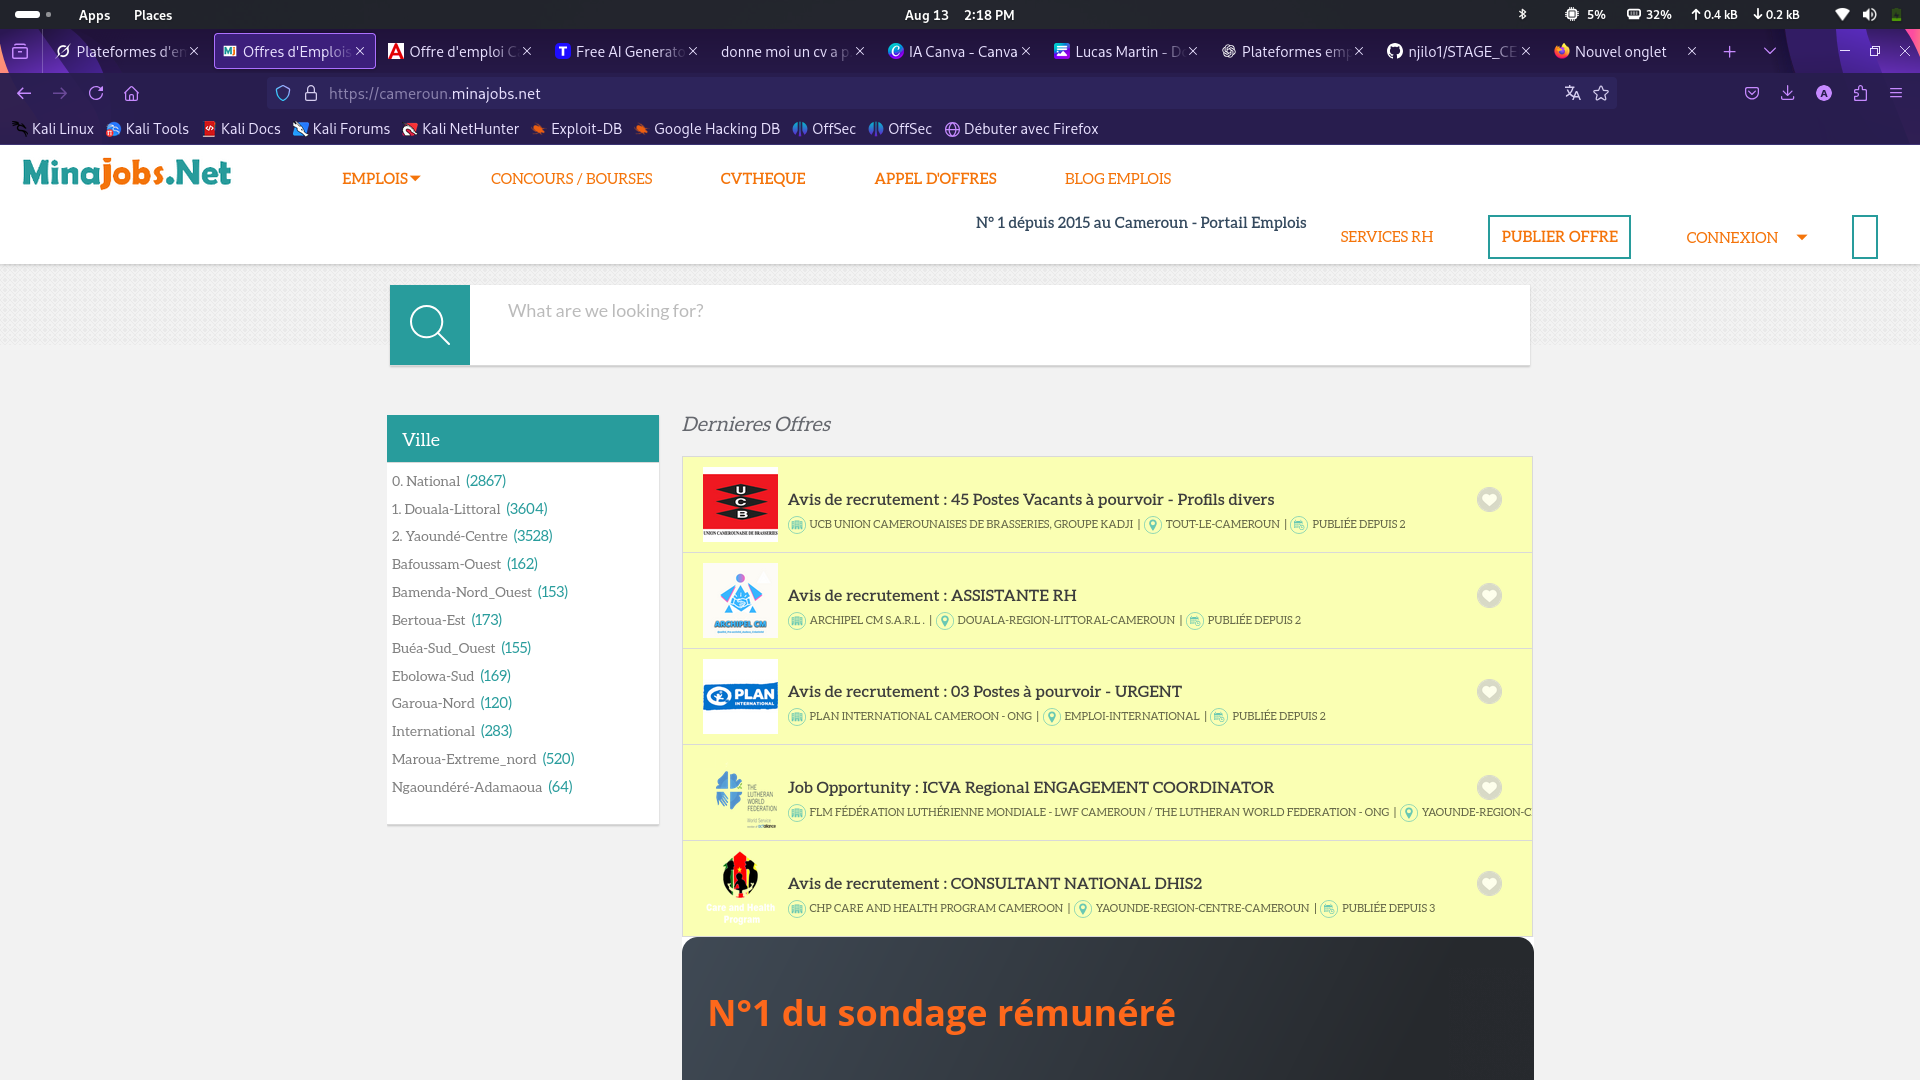 Apps Places Aug 13 2:18 PM 5% 32% 0.4 kB 0.2 kB
Plateformes d'en Offres d'Emplois Offre d'emploi C Free AI Generato donne moi un cv a p IA Canva - Canva Lucas Martin - De Plateformes emp njilo1/STAGE_CE Nouvel onglet
https://cameroun.minajobs.net A
Kali Linux Kali Tools Kali Docs Kali Forums Kali NetHunter Exploit-DB Google Hacking DB OffSec OffSec Débuter avec Firefox
Minajobs.Net EMPLOIS CONCOURS / BOURSES CVTHEQUE APPEL D'OFFRES BLOG EMPLOIS
N° 1 dépuis 2015 au Cameroun - Portail Emplois SERVICES RH PUBLIER OFFRE CONNEXION
What are we looking for?
Ville
0. National (2867)
1. Douala-Littoral (3604)
2. Yaoundé-Centre (3528)
Bafoussam-Ouest (162)
Bamenda-Nord_Ouest (153)
Bertoua-Est (173)
Buéa-Sud_Ouest (155)
Ebolowa-Sud (169)
Garoua-Nord (120)
International (283)
Maroua-Extreme_nord (520)
Ngaoundéré-Adamaoua (64)
Dernieres Offres
UCB
UNION CAMEROUNAISE DE BRASSERIES
Avis de recrutement : 45 Postes Vacants à pourvoir - Profils divers
UCB UNION CAMEROUNAISES DE BRASSERIES, GROUPE KADJI | TOUT-LE-CAMEROUN | PUBLIÉE DEPUIS 2
ARCHIPEL CM
Avis de recrutement : ASSISTANTE RH
ARCHIPEL CM S.A.R.L . | DOUALA-REGION-LITTORAL-CAMEROUN | PUBLIÉE DEPUIS 2
PLAN
INTERNATIONAL
Avis de recrutement : 03 Postes à pourvoir - URGENT
PLAN INTERNATIONAL CAMEROON - ONG | EMPLOI-INTERNATIONAL | PUBLIÉE DEPUIS 2
THE
LUTHERAN
WORLD
FEDERATION
World Service
Job Opportunity : ICVA Regional ENGAGEMENT COORDINATOR
FLM FÉDÉRATION LUTHÉRIENNE MONDIALE - LWF CAMEROUN / THE LUTHERAN WORLD FEDERATION - ONG | YAOUNDE-REGION-C
Care and Health
Program
Avis de recrutement : CONSULTANT NATIONAL DHIS2
CHP CARE AND HEALTH PROGRAM CAMEROON | YAOUNDE-REGION-CENTRE-CAMEROUN | PUBLIÉE DEPUIS 3
N°1 du sondage rémunéré